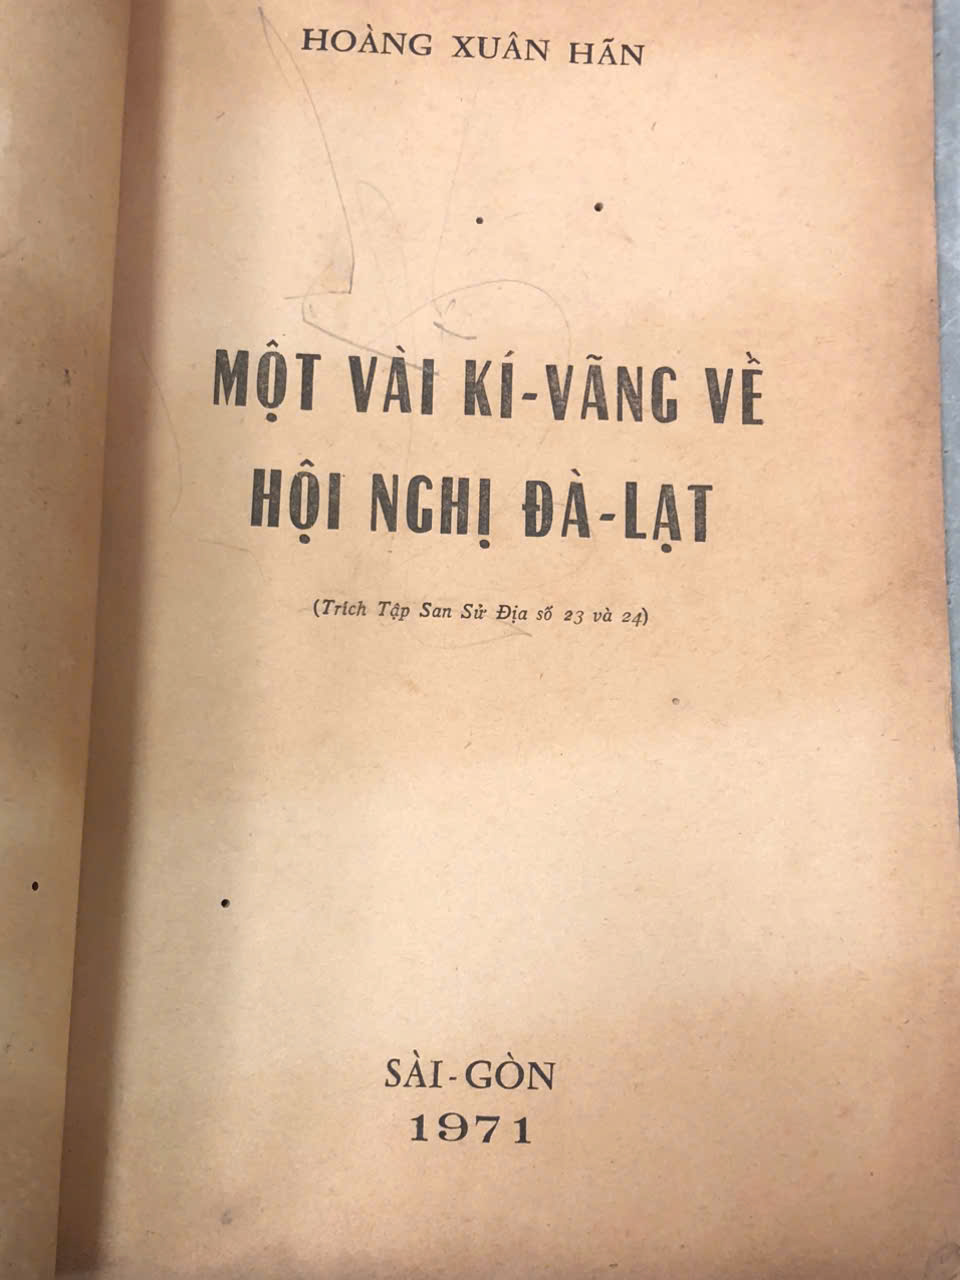 HOÀNG XUÂN HÃN
MỘT VÀI KÍ-VÃNG VỀ
HỘI NGHỊ ĐÀ-LẠT
(Trích Tập San Sử Địa số 23 và 24)
SÀI-GÒN
1971